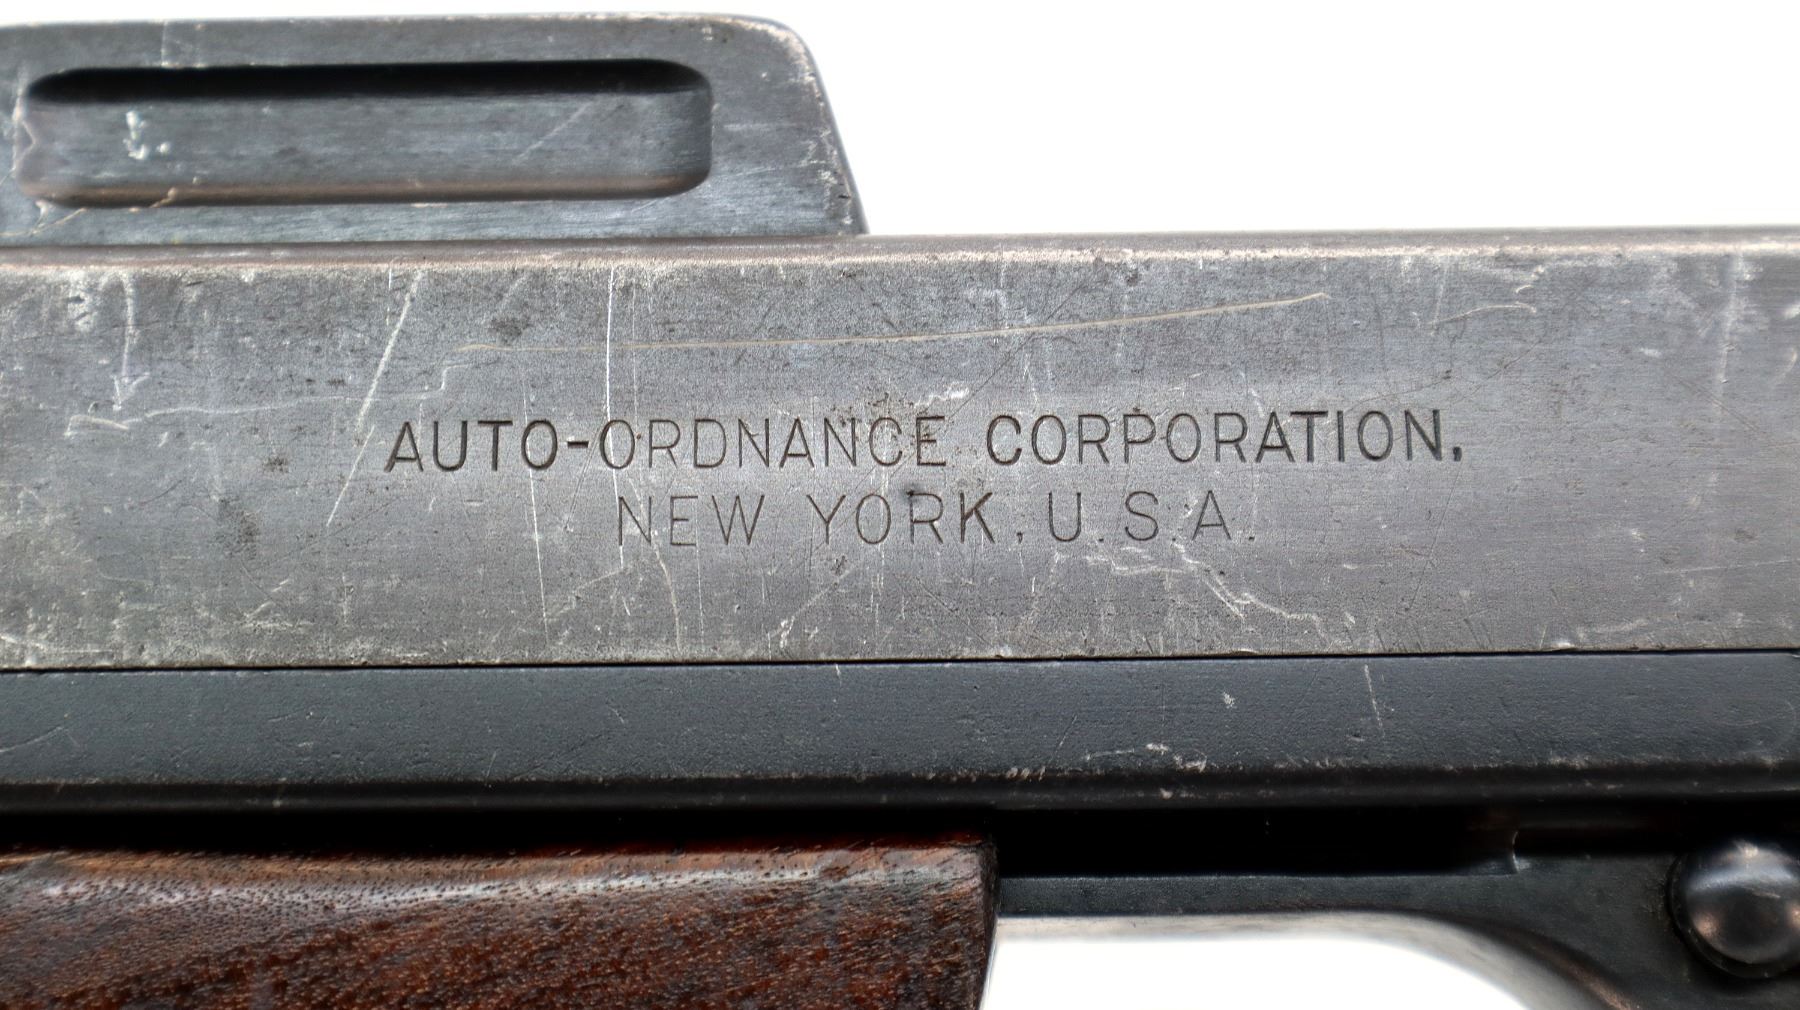 AUTO-ORDNANCE CORPORATION,
NEW YORK, U.S.A.